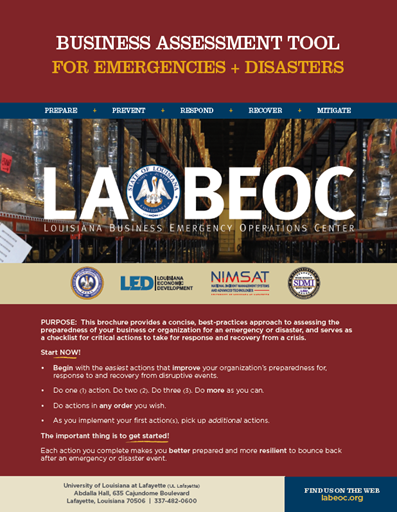 BUSINESS ASSESSMENT TOOL
FOR EMERGENCIES + DISASTERS
PREPARE + PREVENT + RESPOND + RECOVER + MITIGATE
STATE OF LOUISIANA
LA BEOC
LOUISIANA BUSINESS EMERGENCY OPERATIONS CENTER
LED LOUISIANA
ECONOMIC
DEVELOPMENT
NIMSAT
SDMI
PURPOSE: This brochure provides a concise, best-practices approach to assessing the
preparedness of your business or organization for an emergency or disaster, and serves as
a checklist for critical actions to take for response and recovery from a crisis.
Start NOW!
• Begin with the easiest actions that improve your organization's preparedness for,
response to and recovery from disruptive events.
• Do one (1) action. Do two (2). Do three (3). Do more as you can.
• Do actions in any order you wish.
• As you implement your first action(s), pick up additional actions.
The important thing is to get started!
Each action you complete makes you better prepared and more resilient to bounce back
after an emergency or disaster event.
University of Louisiana at Lafayette (UL Lafayette)
Abdalla Hall, 635 Cajundome Boulevard
Lafayette, Louisiana 70506 | 337-482-0600
FIND US ON THE WEB
labeoc.org